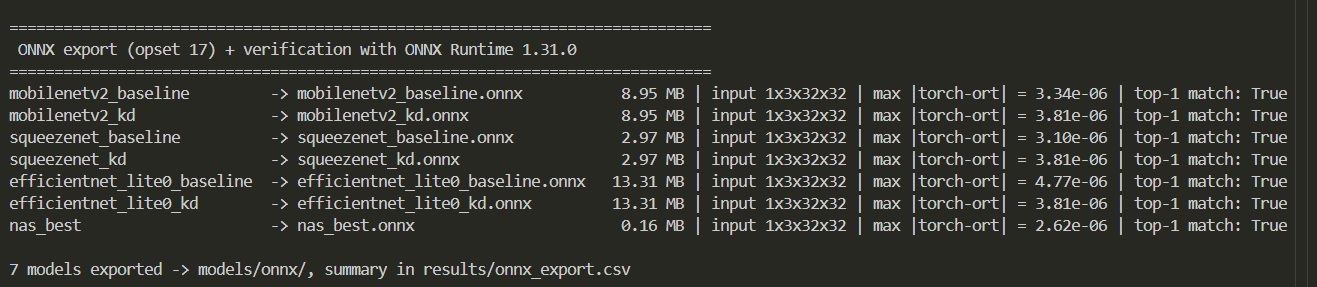 ==============================================================================
 ONNX export (opset 17) + verification with ONNX Runtime 1.31.0
==============================================================================
mobilenetv2_baseline         -> mobilenetv2_baseline.onnx         8.95 MB | input 1x3x32x32 | max |torch-ort| = 3.34e-06 | top-1 match: True
mobilenetv2_kd               -> mobilenetv2_kd.onnx               8.95 MB | input 1x3x32x32 | max |torch-ort| = 3.81e-06 | top-1 match: True
squeezenet_baseline          -> squeezenet_baseline.onnx          2.97 MB | input 1x3x32x32 | max |torch-ort| = 3.10e-06 | top-1 match: True
squeezenet_kd                -> squeezenet_kd.onnx                2.97 MB | input 1x3x32x32 | max |torch-ort| = 3.81e-06 | top-1 match: True
efficientnet_lite0_baseline  -> efficientnet_lite0_baseline.onnx   13.31 MB | input 1x3x32x32 | max |torch-ort| = 4.77e-06 | top-1 match: True
efficientnet_lite0_kd        -> efficientnet_lite0_kd.onnx        13.31 MB | input 1x3x32x32 | max |torch-ort| = 3.81e-06 | top-1 match: True
nas_best                     -> nas_best.onnx                     0.16 MB | input 1x3x32x32 | max |torch-ort| = 2.62e-06 | top-1 match: True
7 models exported -> models/onnx/, summary in results/onnx_export.csv